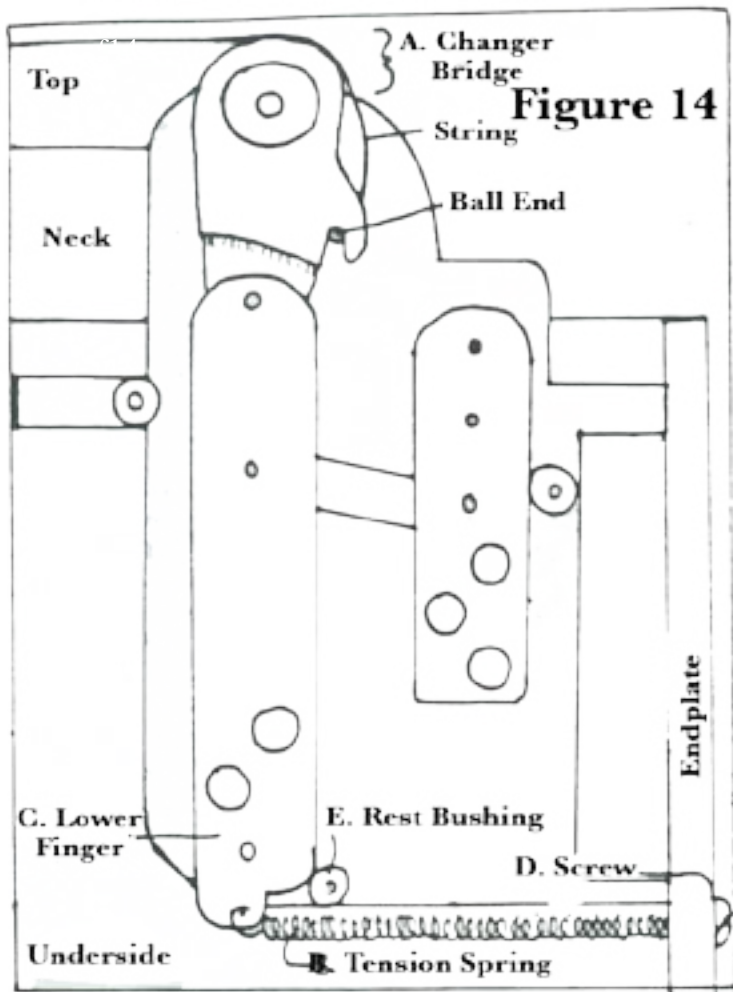 A. Changer
Bridge
Top
Figure 14
String
Ball End
Neck
Endplate
C. Lower
Finger
E. Rest Bushing
D. Screw
Underside
B. Tension Spring